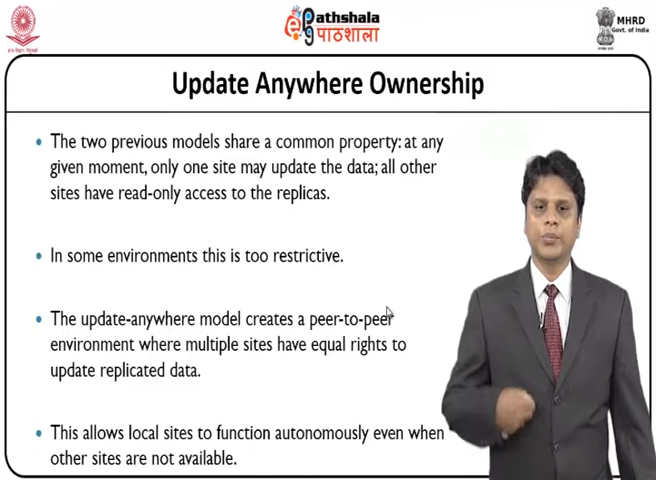 ePathshala
पाठशाला
MHRD
Govt. of India
Update Anywhere Ownership
The two previous models share a common property: at any
given moment, only one site may update the data; all other
sites have read-only access to the replicas.
In some environments this is too restrictive.
The update-anywhere model creates a peer-to-peer
environment where multiple sites have equal rights to
update replicated data.
This allows local sites to function autonomously even when
other sites are not available.